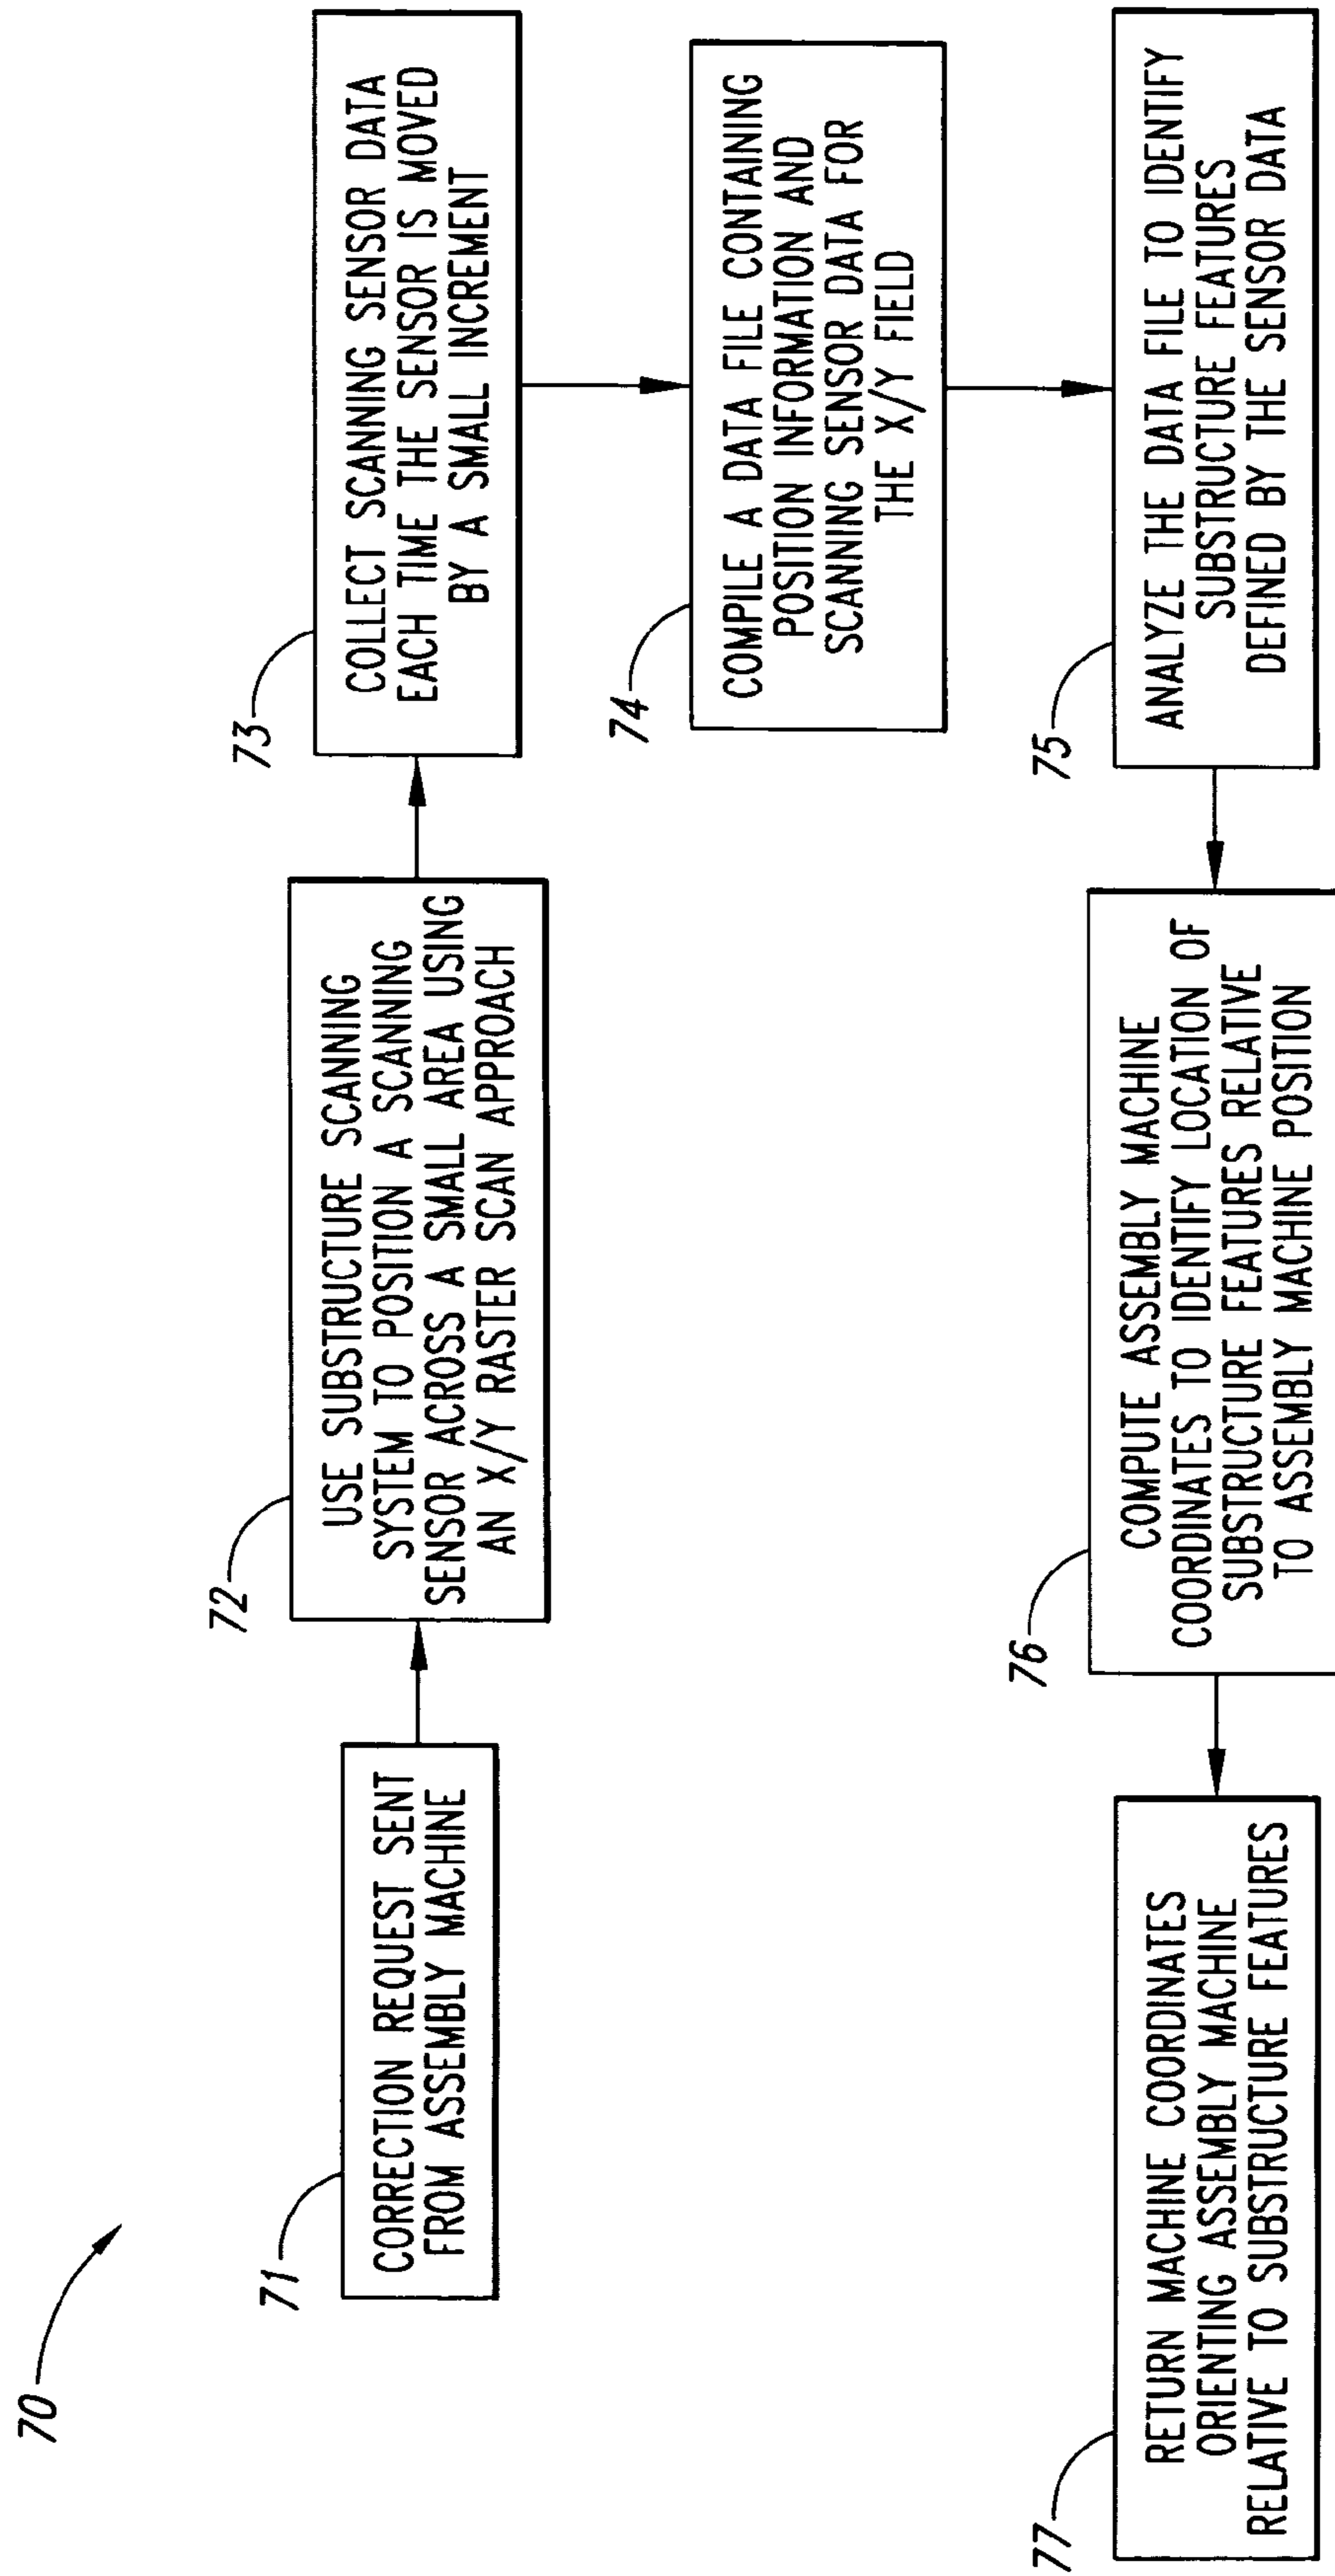 70
71
CORRECTION REQUEST SENT
FROM ASSEMBLY MACHINE
72
USE SUBSTRUCTURE SCANNING
SYSTEM TO POSITION A SCANNING
SENSOR ACROSS A SMALL AREA USING
AN X/Y RASTER SCAN APPROACH
73
COLLECT SCANNING SENSOR DATA
EACH TIME THE SENSOR IS MOVED
BY A SMALL INCREMENT
74
COMPILE A DATA FILE CONTAINING
POSITION INFORMATION AND
SCANNING SENSOR DATA FOR
THE X/Y FIELD
75
ANALYZE THE DATA FILE TO IDENTIFY
SUBSTRUCTURE FEATURES
DEFINED BY THE SENSOR DATA
76
COMPUTE ASSEMBLY MACHINE
COORDINATES TO IDENTIFY LOCATION OF
SUBSTRUCTURE FEATURES RELATIVE
TO ASSEMBLY MACHINE POSITION
77
RETURN MACHINE COORDINATES
ORIENTING ASSEMBLY MACHINE
RELATIVE TO SUBSTRUCTURE FEATURES